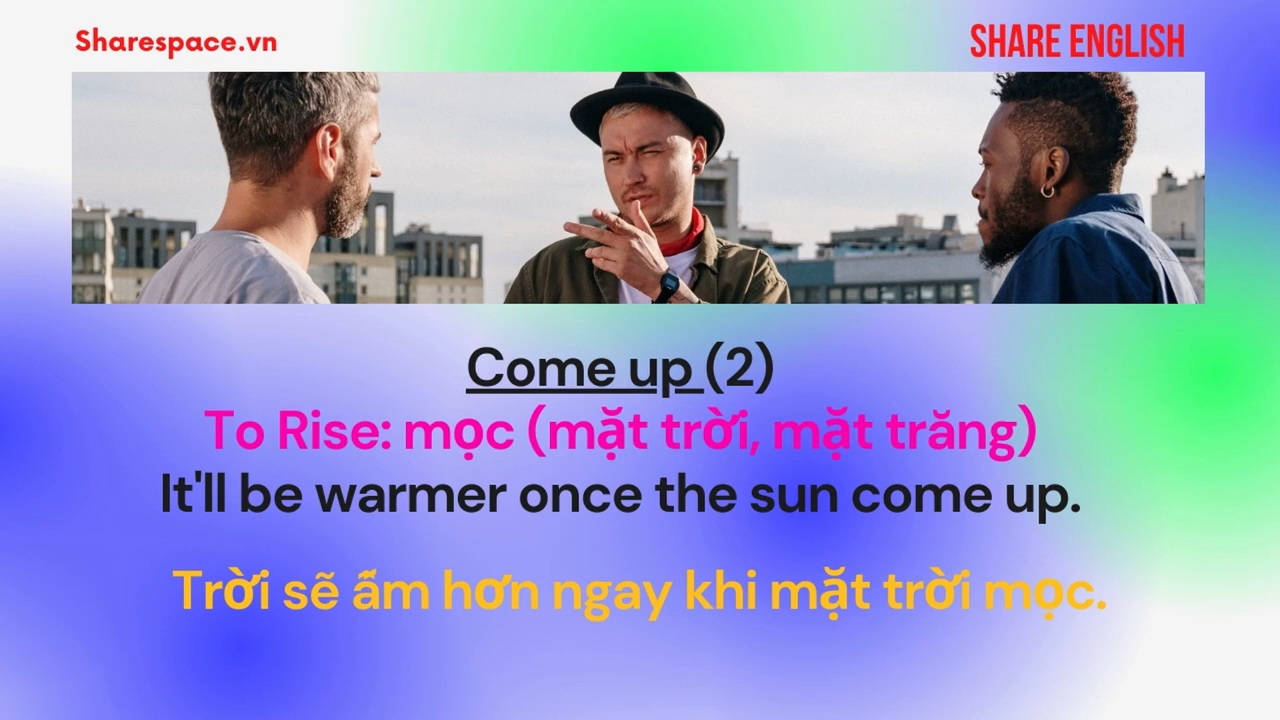 Sharespace.vn
SHARE ENGLISH
Come up (2)
To Rise: mọc (mặt trời, mặt trăng)
It'll be warmer once the sun come up.
Trời sẽ ẫm hơn ngay khi mặt trời mọc.